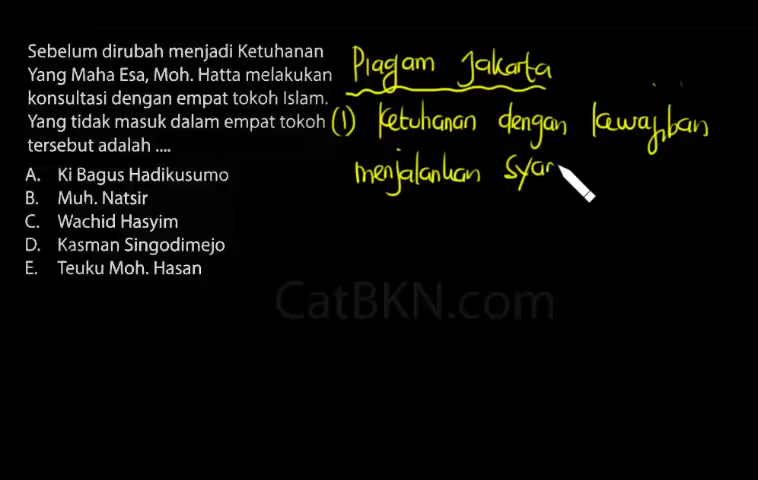 Sebelum dirubah menjadi Ketuhanan
Yang Maha Esa, Moh. Hatta melakukan
konsultasi dengan empat tokoh Islam.
Yang tidak masuk dalam empat tokoh
tersebut adalah ....
A. Ki Bagus Hadikusumo
B. Muh. Natsir
C. Wachid Hasyim
D. Kasman Singodimejo
E. Teuku Moh. Hasan
Piagam Jakarta
(1) Ketuhanan dengan kewajiban
menjalankan Syar
CatBKN.com